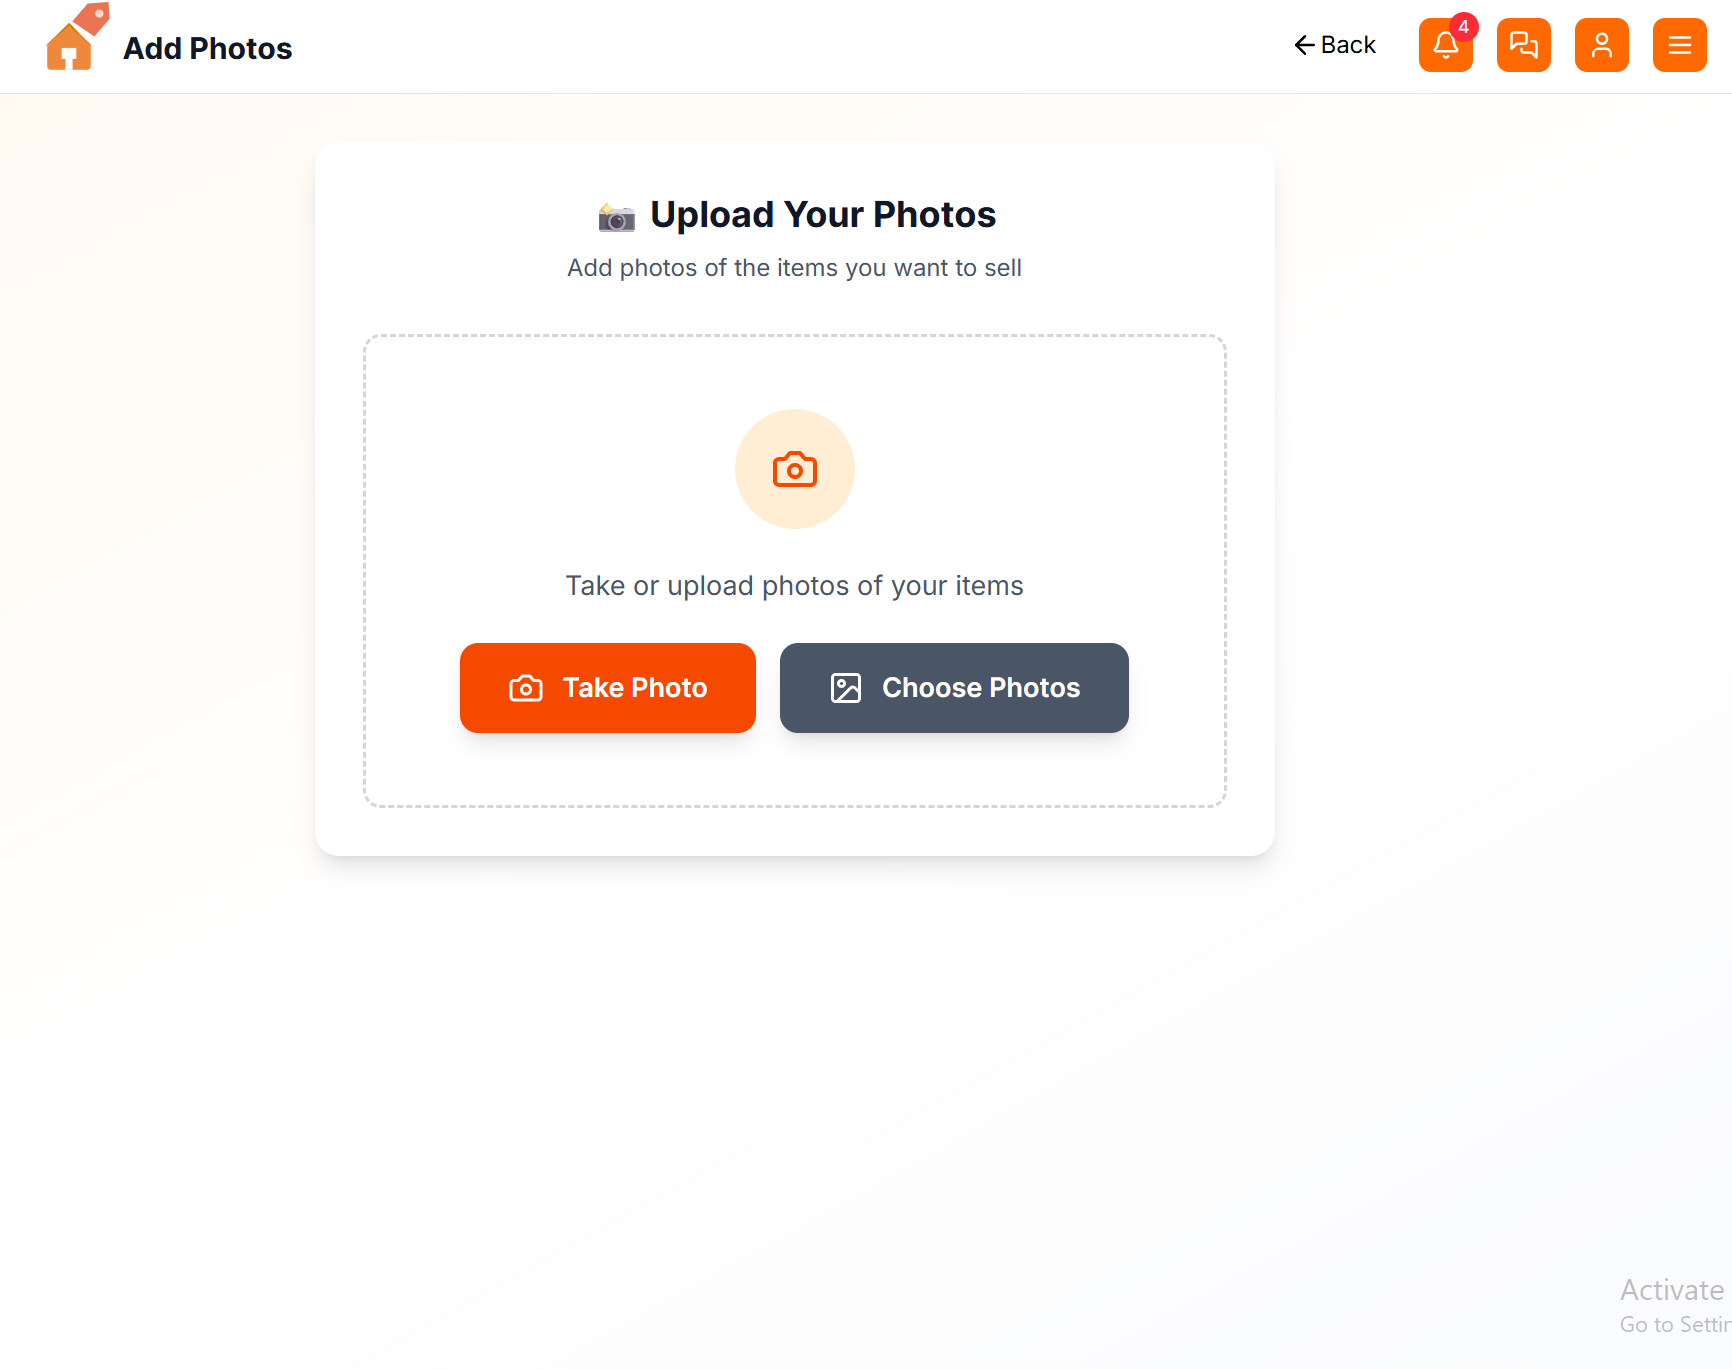 Add Photos
Back
4
Upload Your Photos
Add photos of the items you want to sell
Take or upload photos of your items
Take Photo
Choose Photos
Activate
Go to Settin